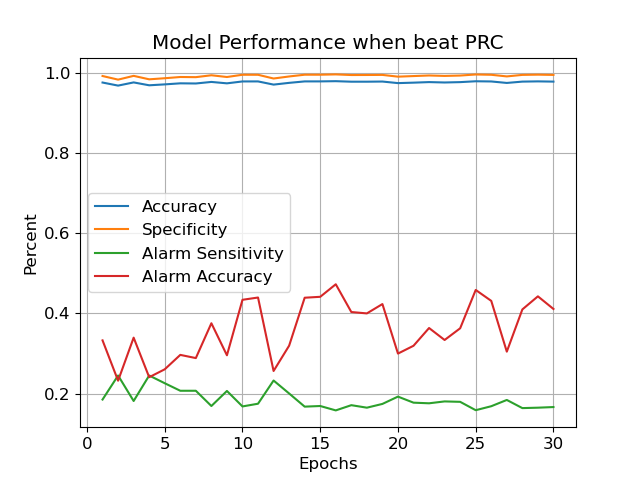 Model Performance when beat PRC
1.0
0.8
0.6
0.4
0.2
Percent
Accuracy
Specificity
Alarm Sensitivity
Alarm Accuracy
0 5 10 15 20 25 30
Epochs